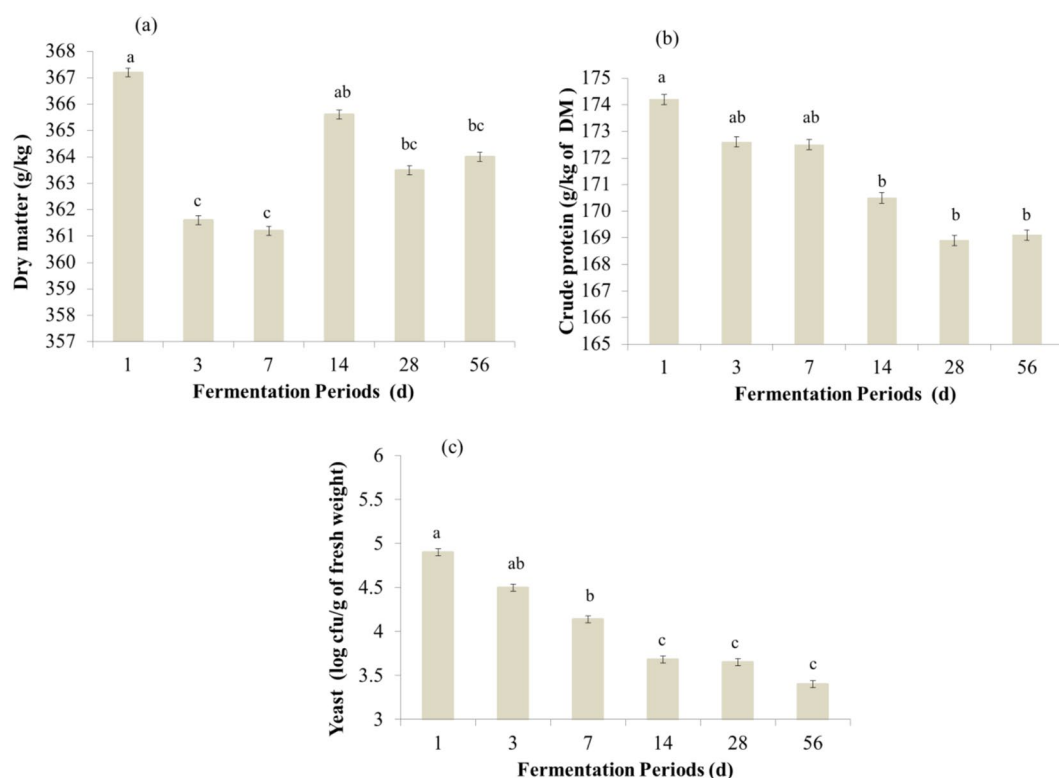 (a)
Dry matter (g/kg )
368
367
366
365
364
363
362
361
360
359
358
357
a
c
c
ab
bc
bc
1 3 7 14 28 56
Fermentation Periods (d)
(b)
Crude protein (g/kg of DM )
175
174
173
172
171
170
169
168
167
166
165
a
ab
ab
b
b
b
1 3 7 14 28 56
Fermentation Periods (d)
(c)
Yeast (log cfu/g of fresh weight)
6
5.5
5
4.5
4
3.5
3
a
ab
b
c
c
c
1 3 7 14 28 56
Fermentation Periods (d)